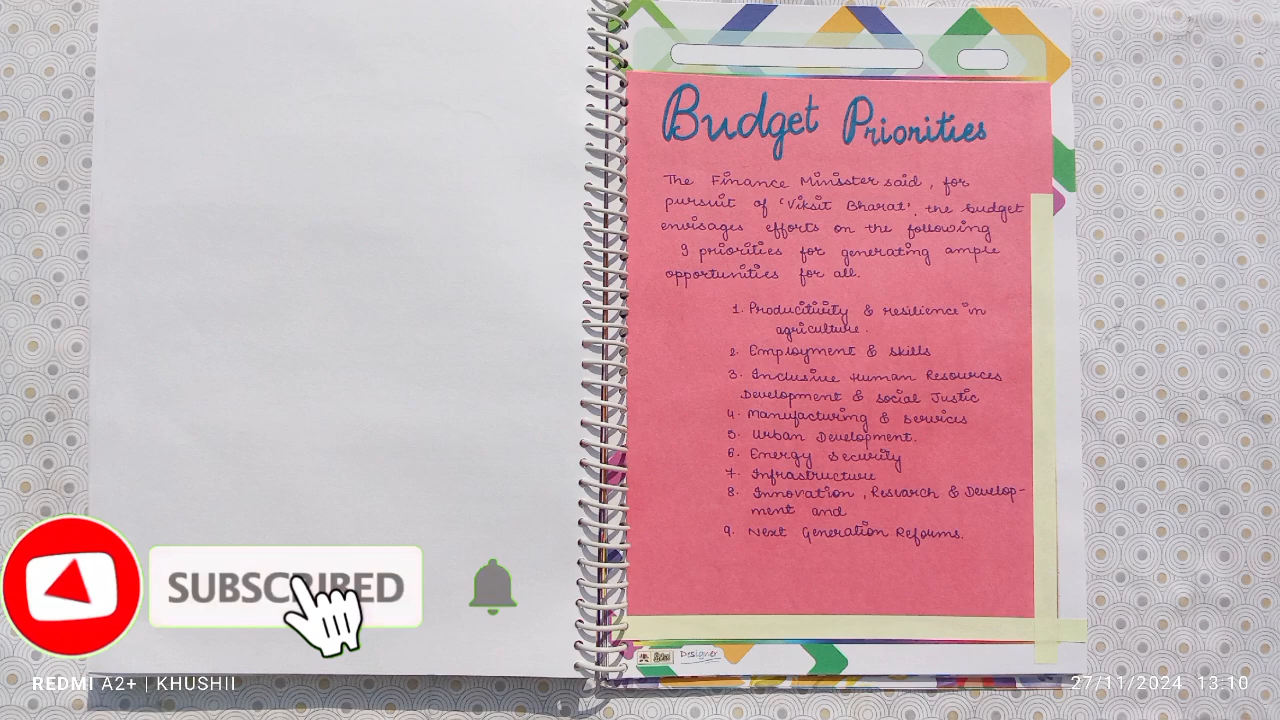 Budget Priorities
The Finance Minisster said, for
pursuit of 'Viksit Bharat', the budget
envisages efforts on the following
9 priorities for generating ample
opportunities for all.
1. Productivity & resilience in
agriculture.
2. Employment & skills
3. Inclusive Human Resources
Development & social Justic
4. Manufacturing & services
5. Urban Development.
6. Energy security
7. Infrastructure
8. Innovation, Research & Develop-
ment and
9. Next Generation Reforms.
SUBSCRIBED
Designer
REDMI A2+ | KHUSHII
27/11/2024 13:10